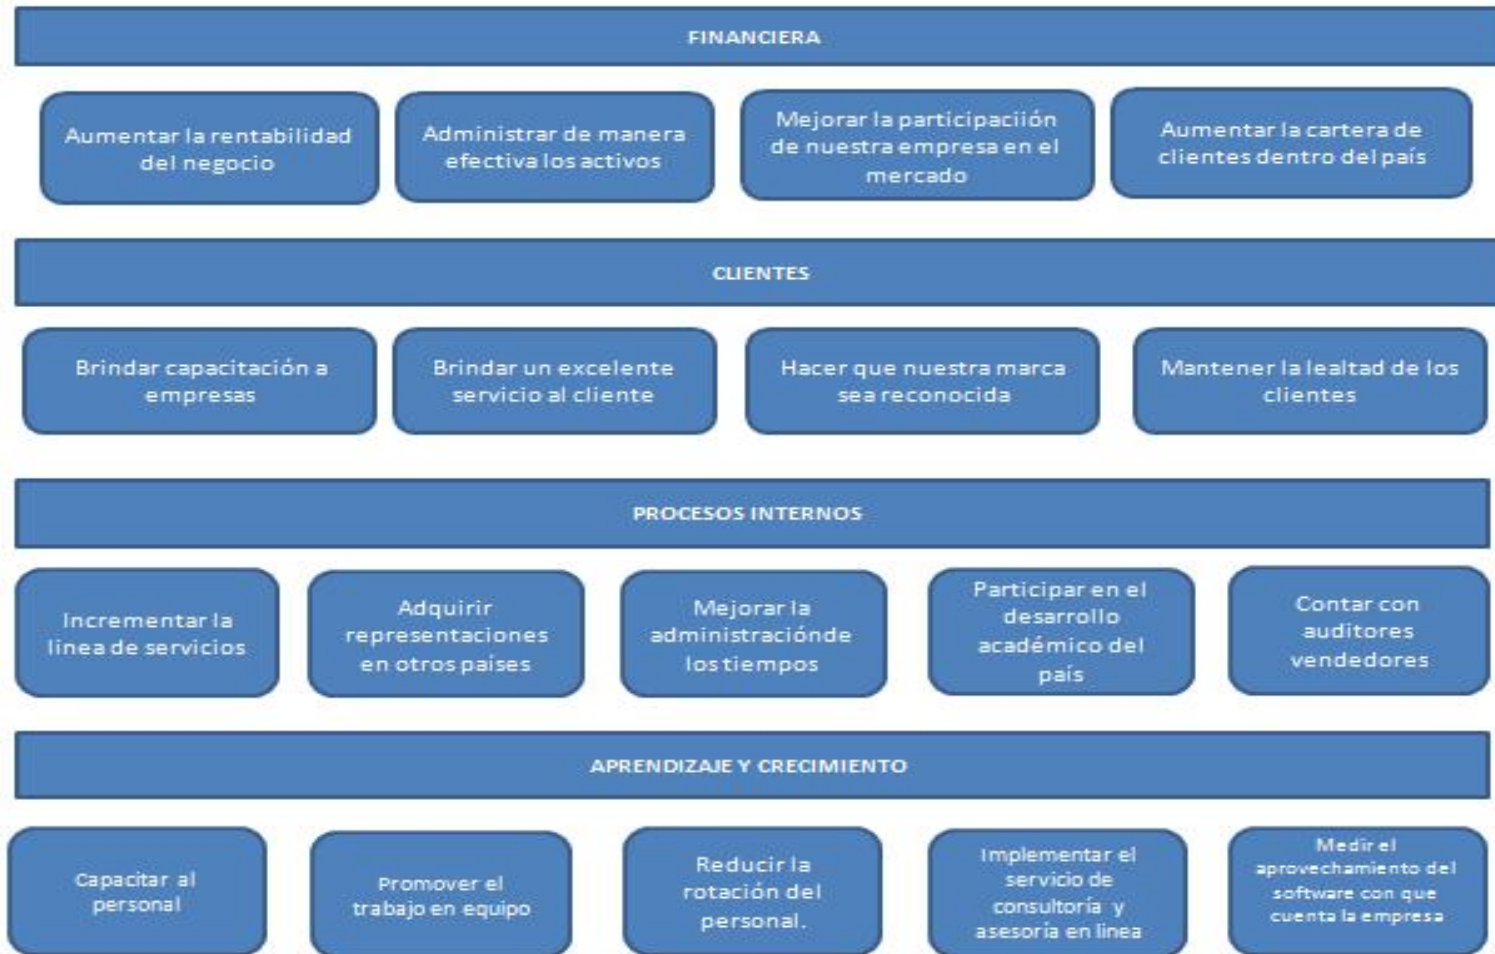 FINANCIERA
Aumentar la rentabilidad
del negocio
Administrar de manera
efectiva los activos
Mejorar la participaciión
de nuestra empresa en el
mercado
Aumentar la cartera de
clientes dentro del país
CLIENTES
Brindar capacitación a
empresas
Brindar un excelente
servicio al cliente
Hacer que nuestra marca
sea reconocida
Mantener la lealtad de los
clientes
PROCESOS INTERNOS
Incrementar la
linea de servicios
Adquirir
representaciones
en otros paises
Mejorar la
administraciónde
los tiempos
Participar en el
desarrollo
académico del
país
Contar con
auditores
vendedores
APRENDIZAJE Y CRECIMIENTO
Capacitar al
personal
Promover el
trabajo en equipo
Reducir la
rotación del
personal.
Implementar el
servicio de
consultoría y
asesoría en linea
Medir el
aprovechamiento del
software con que
cuenta la empresa